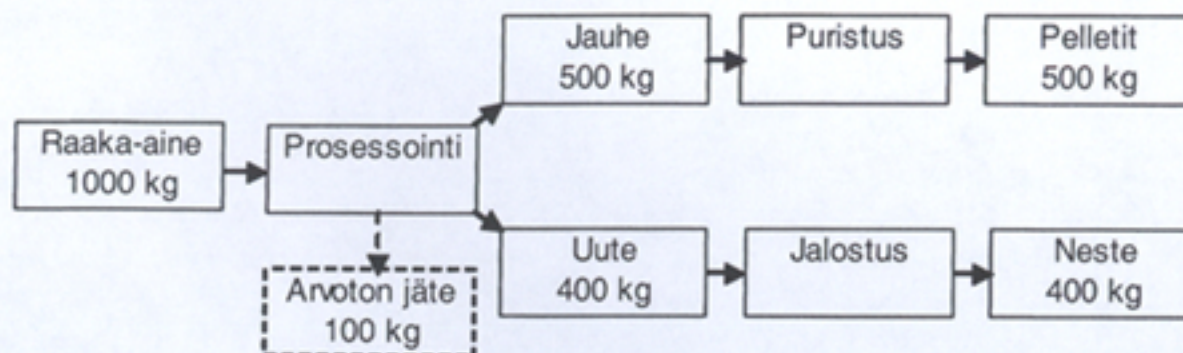 Jauhe
500 kg
Puristus
Pelletit
500 kg
Raaka-aine
1000 kg
Prosessointi
Uute
400 kg
Jalostus
Neste
400 kg
Arvoton jäte
100 kg